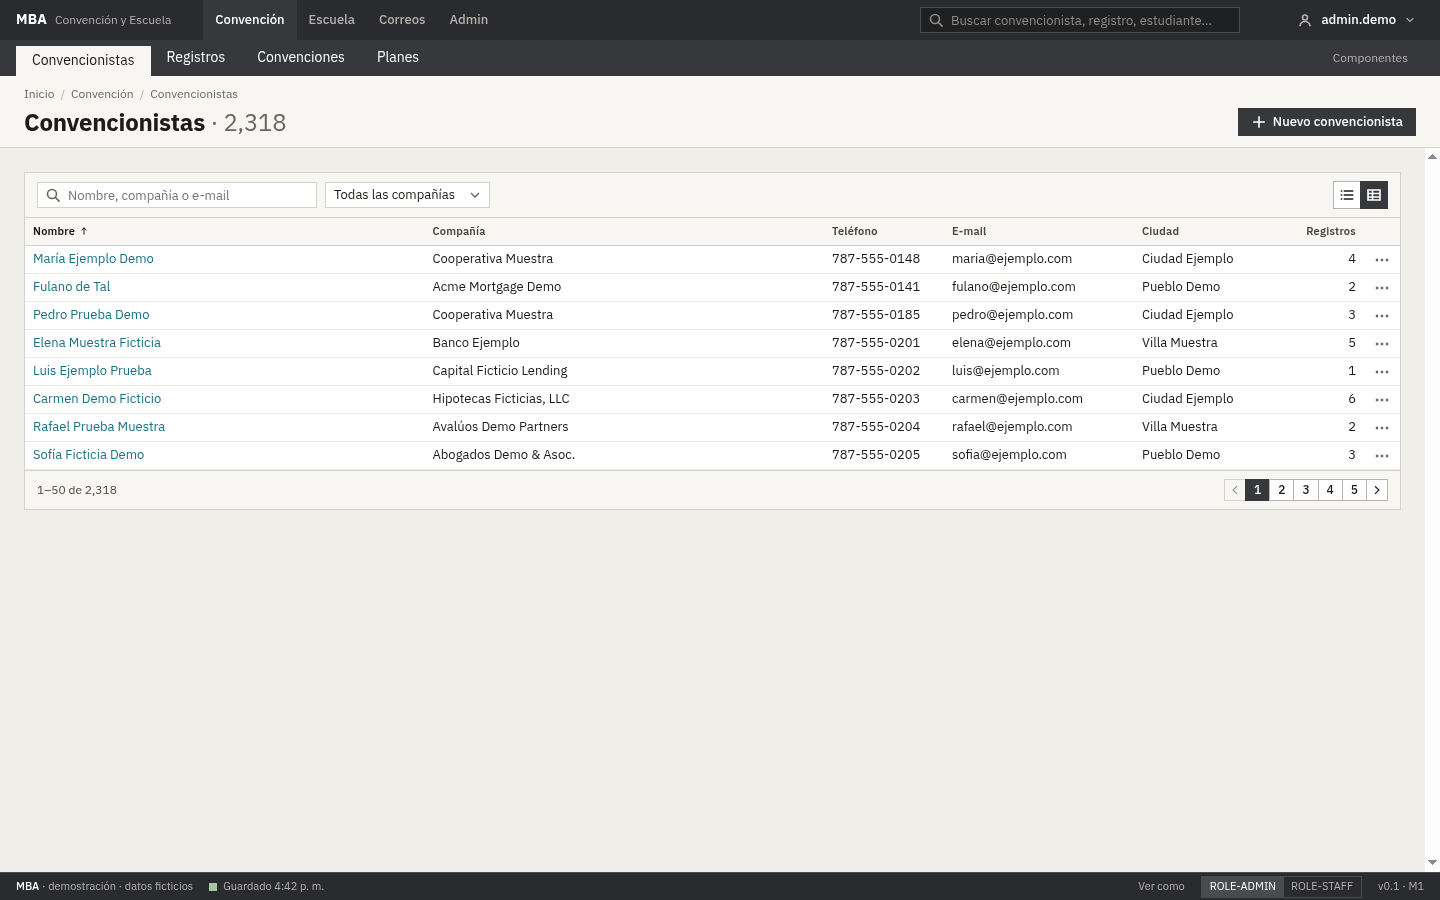 MBA Convención y Escuela Convención Escuela Correos Admin Buscar convencionista, registro, estudiante... admin.demo
Convencionistas Registros Convenciones Planes Componentes
Inicio / Convención / Convencionistas
Convencionistas · 2,318 Nuevo convencionista
Nombre, compañía o e-mail Todas las compañías
Nombre ↑ Compañía Teléfono E-mail Ciudad Registros
María Ejemplo Demo Cooperativa Muestra 787-555-0148 maria@ejemplo.com Ciudad Ejemplo 4
Fulano de Tal Acme Mortgage Demo 787-555-0141 fulano@ejemplo.com Pueblo Demo 2
Pedro Prueba Demo Cooperativa Muestra 787-555-0185 pedro@ejemplo.com Ciudad Ejemplo 3
Elena Muestra Ficticia Banco Ejemplo 787-555-0201 elena@ejemplo.com Villa Muestra 5
Luis Ejemplo Prueba Capital Ficticio Lending 787-555-0202 luis@ejemplo.com Pueblo Demo 1
Carmen Demo Ficticio Hipotecas Ficticias, LLC 787-555-0203 carmen@ejemplo.com Ciudad Ejemplo 6
Rafael Prueba Muestra Avalúos Demo Partners 787-555-0204 rafael@ejemplo.com Villa Muestra 2
Sofía Ficticia Demo Abogados Demo & Asoc. 787-555-0205 sofia@ejemplo.com Pueblo Demo 3
1–50 de 2,318 1 2 3 4 5
MBA · demostración · datos ficticios Guardado 4:42 p. m. Ver como ROLE-ADMIN ROLE-STAFF v0.1 · M1